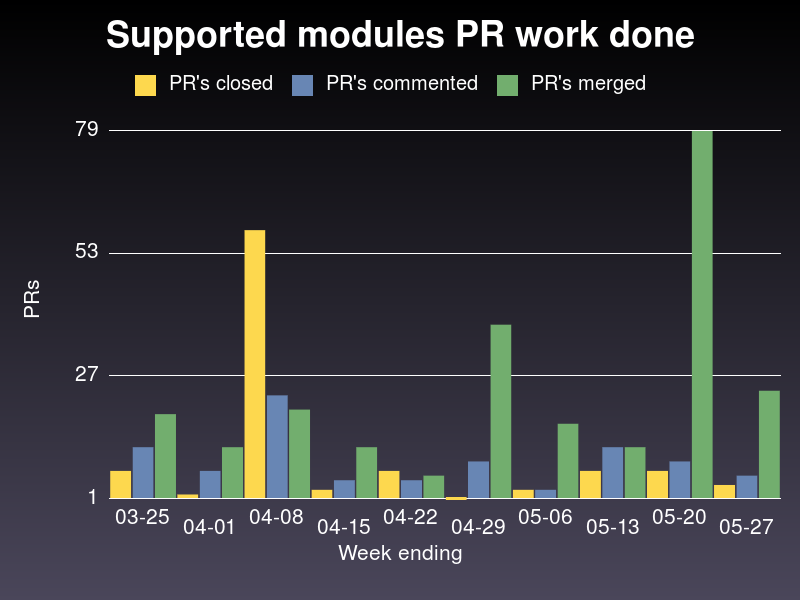 Supported modules PR work done
PR's closed PR's commented PR's merged
79
53
27
1
PRs
03-25 04-01 04-08 04-15 04-22 04-29 05-06 05-13 05-20 05-27
Week ending